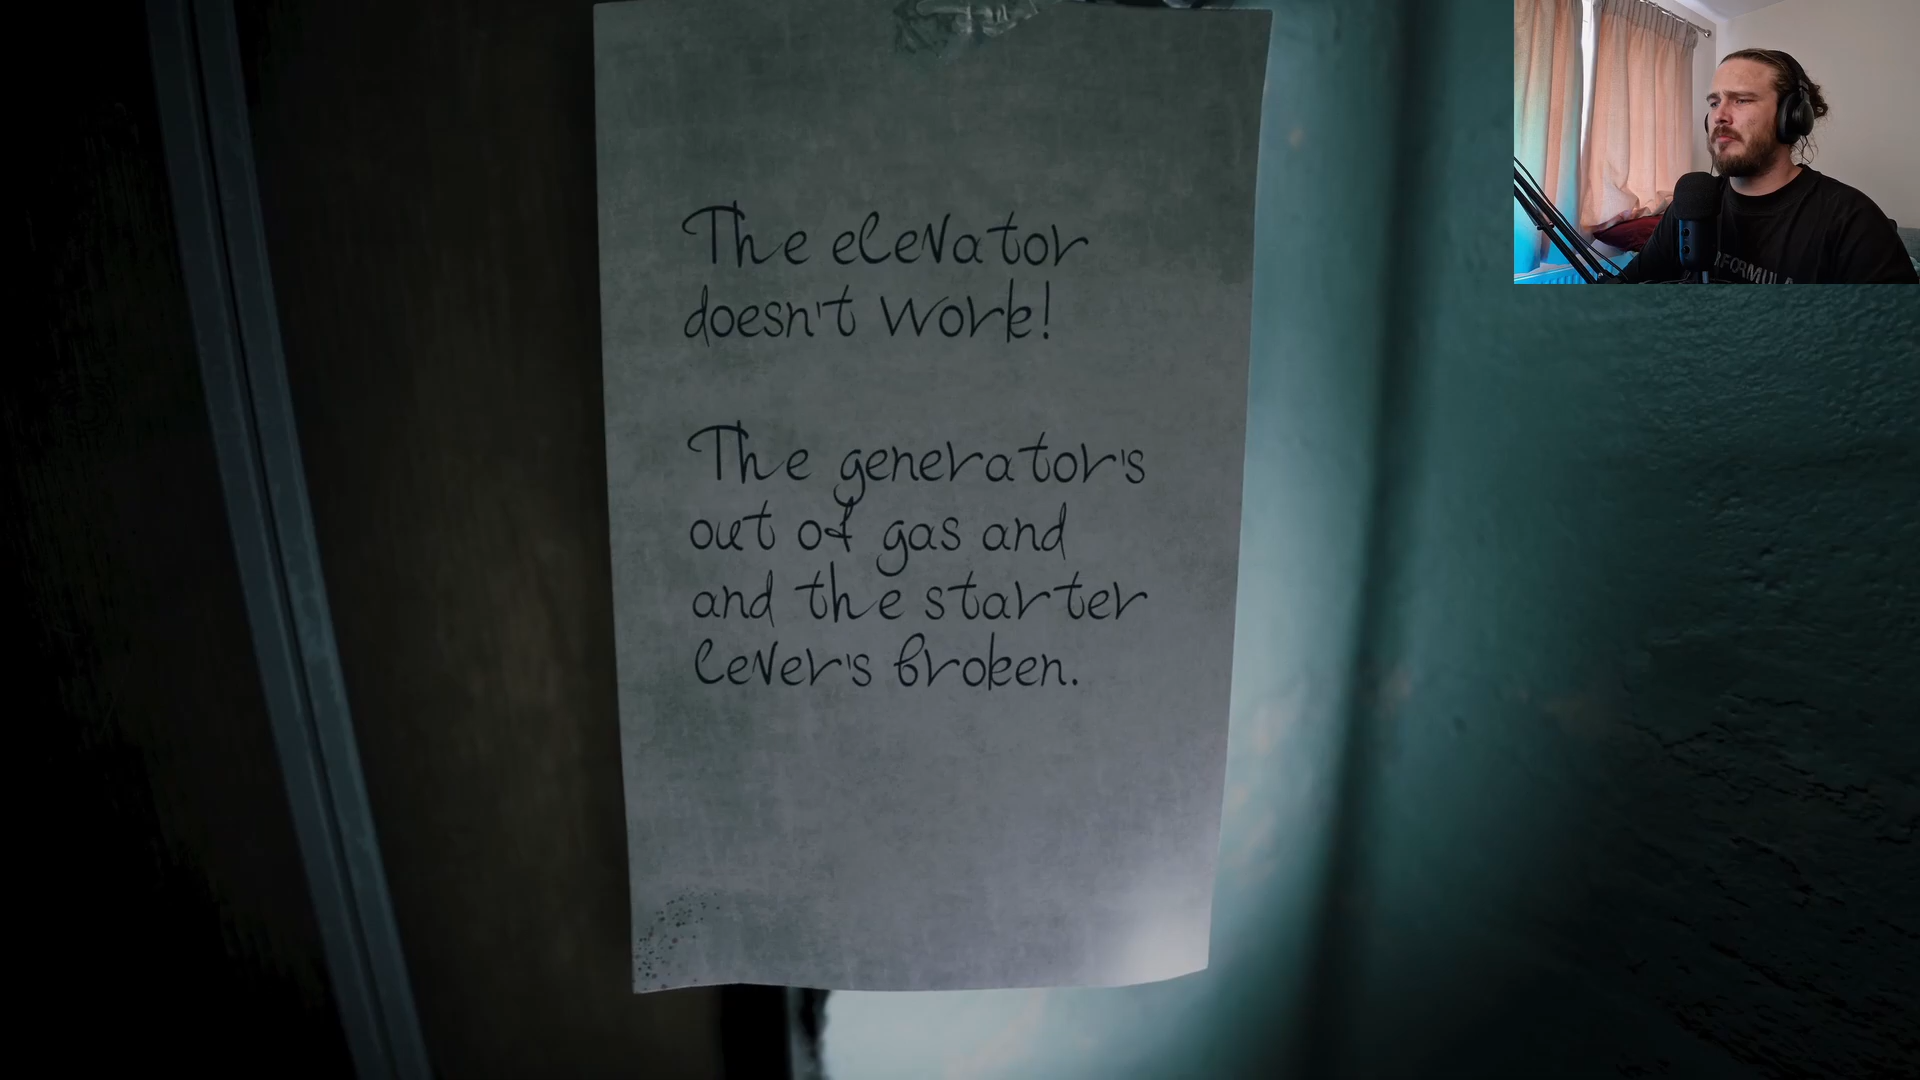 The elevator
doesn't work!
The generator's
out of gas and
and the starter
lever's broken.